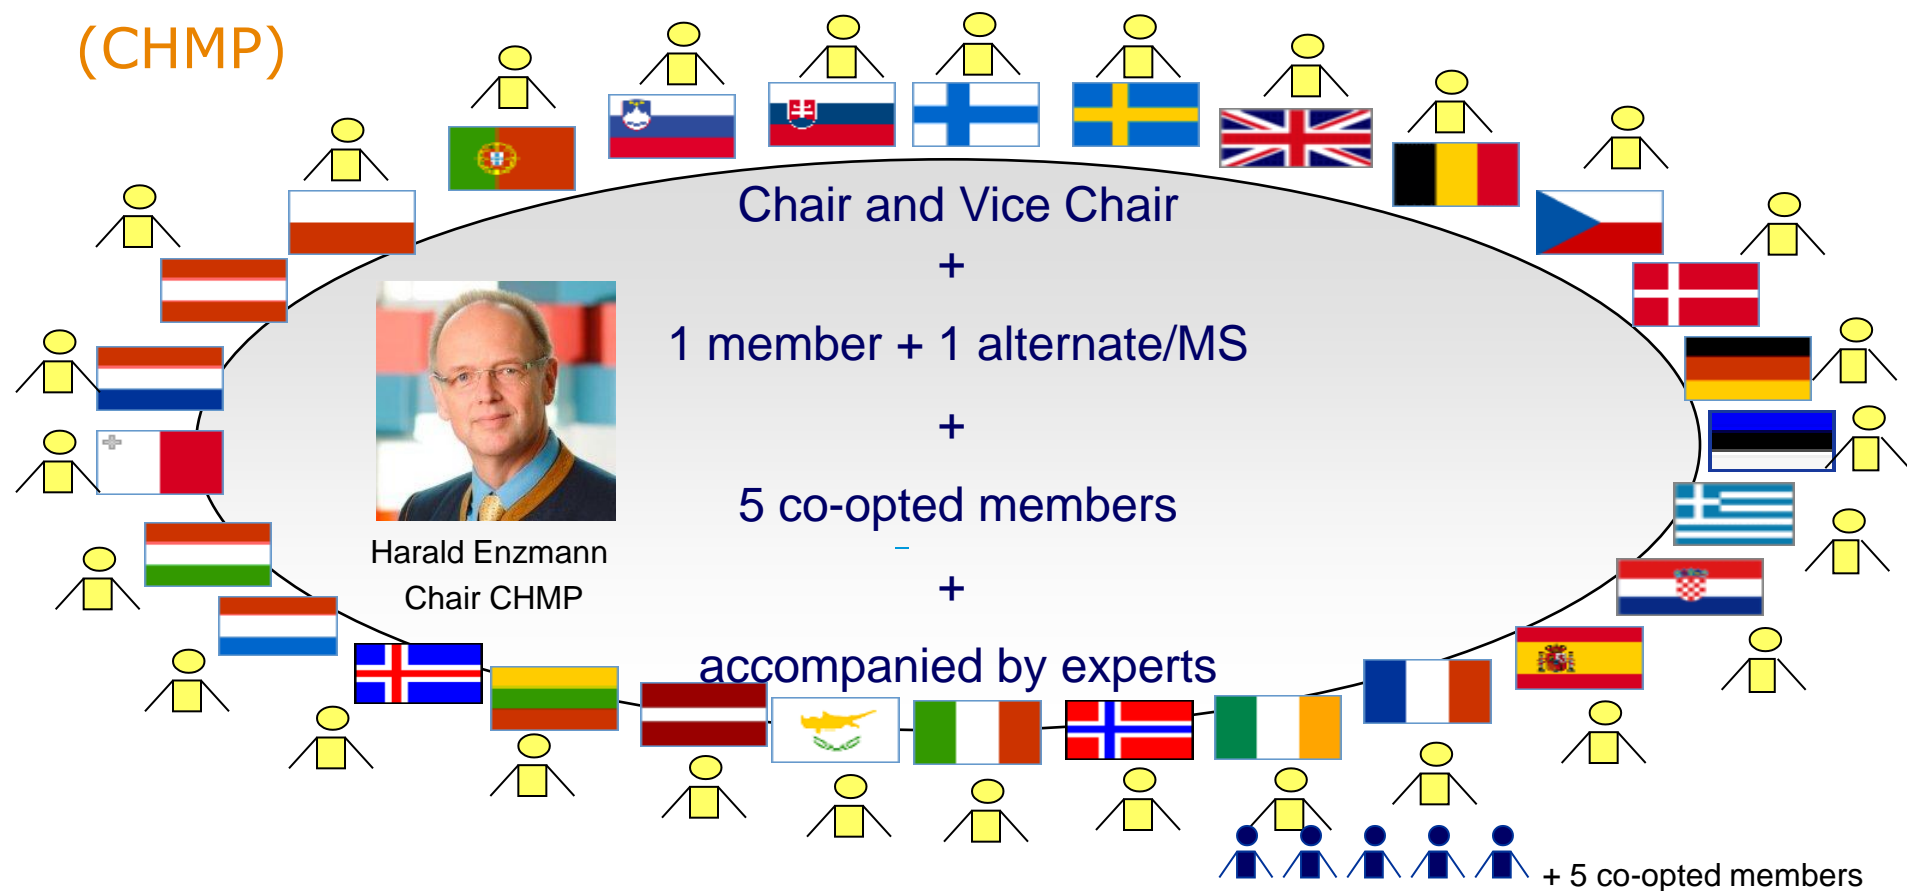 (CHMP)
Chair and Vice Chair
+
1 member + 1 alternate/MS
+
5 co-opted members
+
accompanied by experts
Harald Enzmann
Chair CHMP
+ 5 co-opted members